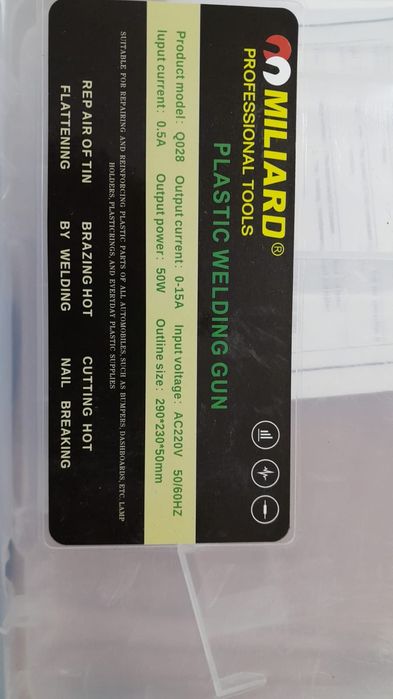 MILIARD®
PROFESSIONAL TOOLS
PLASTIC WELDING GUN
Product model: Q028 Output current: 0-15A Input voltage: AC220V 50/60HZ
Iuput current: 0.5A Output power: 50W Outline size: 290*230*50mm
SUITABLE FOR REPAIRING AND REINFORCING PLASTIC PARTS OF ALL AUTOMOBILES, SUCH AS BUMPERS, DASHBOARDS, ETC. LAMP
HOLDERS, PLASTICRINGS, AND EVERYDAY PLASTIC SUPPLIES
REPAIR OF TIN BRAZING HOT CUTTING HOT
FLATTENING BY WELDING NAIL BREAKING